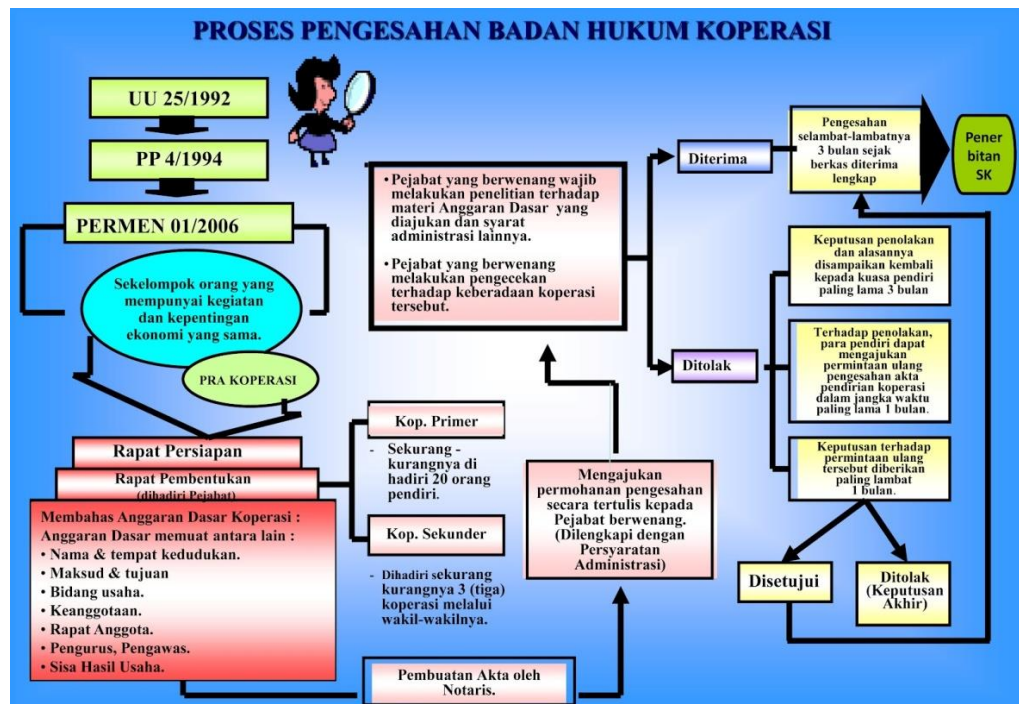 PROSES PENGESAHAN BADAN HUKUM KOPERASI
UU 25/1992
PP 4/1994
PERMEN 01/2006
Sekelompok orang yang
mempunyai kegiatan
dan kepentingan
ekonomi yang sama.
PRA KOPERASI
Rapat Persiapan
Rapat Pembentukan
(dihadiri Pejabat)
Membahas Anggaran Dasar Koperasi :
Anggaran Dasar memuat antara lain :
• Nama & tempat kedudukan.
• Maksud & tujuan
• Bidang usaha.
• Keanggotaan.
• Rapat Anggota.
• Pengurus, Pengawas.
• Sisa Hasil Usaha.
Kop. Primer
- Sekurang -
kurangnya di
hadiri 20 orang
pendiri.
Kop. Sekunder
- Dihadiri sekurang
kurangnya 3 (tiga)
koperasi melalui
wakil-wakilnya.
Pembuatan Akta oleh
Notaris.
Mengajukan
permohanan pengesahan
secara tertulis kepada
Pejabat berwenang.
(Dilengkapi dengan
Persyaratan
Administrasi)
•Pejabat yang berwenang wajib
melakukan penelitian terhadap
materi Anggaran Dasar yang
diajukan dan syarat
administrasi lainnya.
•Pejabat yang berwenang
melakukan pengecekan
terhadap keberadaan koperasi
tersebut.
Diterima
Pengesahan
selambat-lambatnya
3 bulan sejak
berkas diterima
lengkap
Pener
bitan
SK
Ditolak
Keputusan penolakan
dan alasannya
disampaikan kembali
kepada kuasa pendiri
paling lama 3 bulan
Terhadap penolakan,
para pendiri dapat
mengajukan
permintaan ulang
pengesahan akta
pendirian koperasi
dalam jangka waktu
paling lama 1 bulan.
Keputusan terhadap
permintaan ulang
tersebut diberikan
paling lambat
1 bulan.
Disetujui
Ditolak
(Keputusan
Akhir)